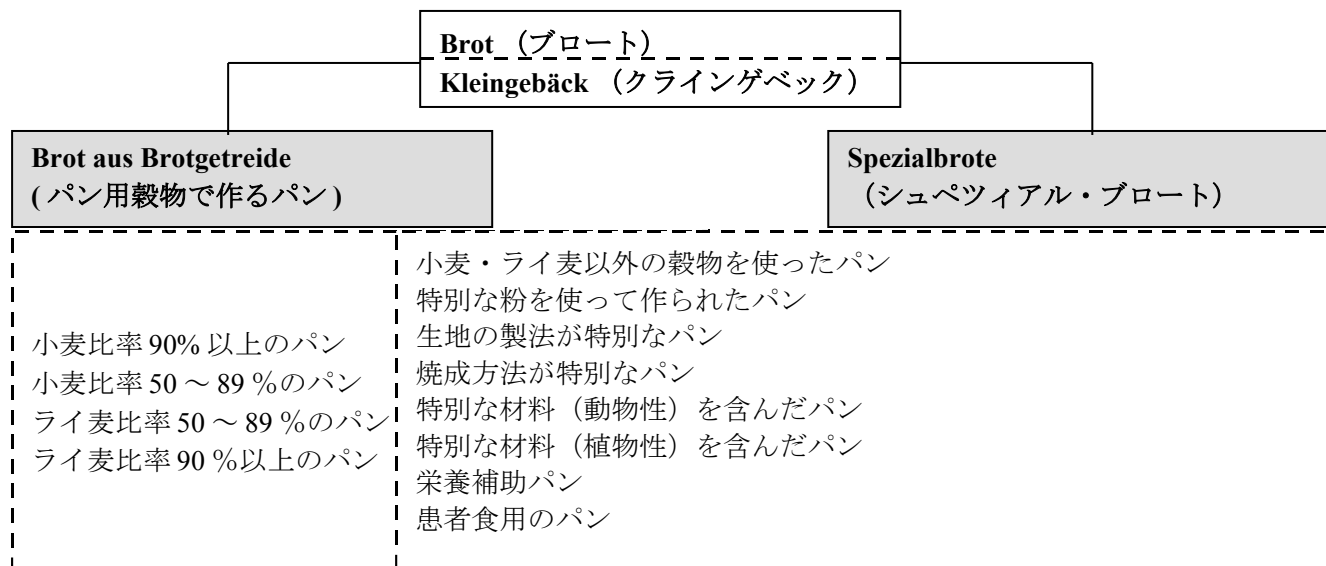 Brot （ブロート）
Kleingebäck （クラインゲベック）
Brot aus Brotgetreide
( パン用穀物で作るパン )
Spezialbrote
（シュペツィアル・ブロート）
小麦比率 90% 以上のパン
小麦比率 50 ～ 89 %のパン
ライ麦比率 50 ～ 89 %のパン
ライ麦比率 90 %以上のパン
小麦・ライ麦以外の穀物を使ったパン
特別な粉を使って作られたパン
生地の製法が特別なパン
焼成方法が特別なパン
特別な材料（動物性）を含んだパン
特別な材料（植物性）を含んだパン
栄養補助パン
患者食用のパン